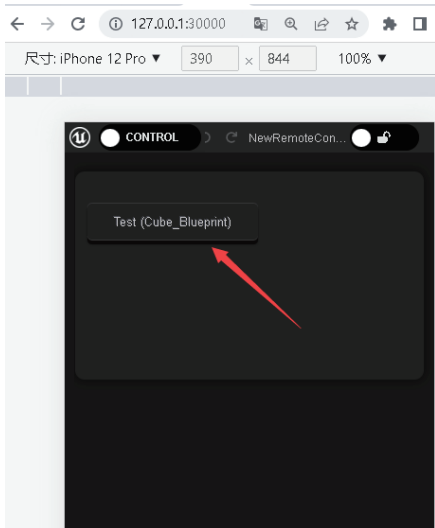 127.0.0.1:30000
尺寸: iPhone 12 Pro ▼ 390 × 844 100% ▼
CONTROL NewRemoteCon...
Test (Cube_Blueprint)